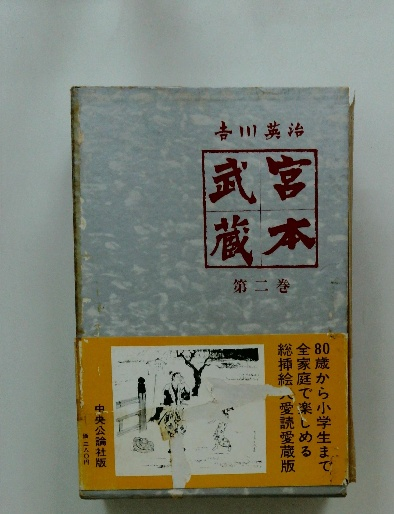 吉川英治
宮本
武蔵
第二巻
80歳から小学生まで
全家庭で楽しめる
総挿絵入愛読愛蔵版
中央公論社版